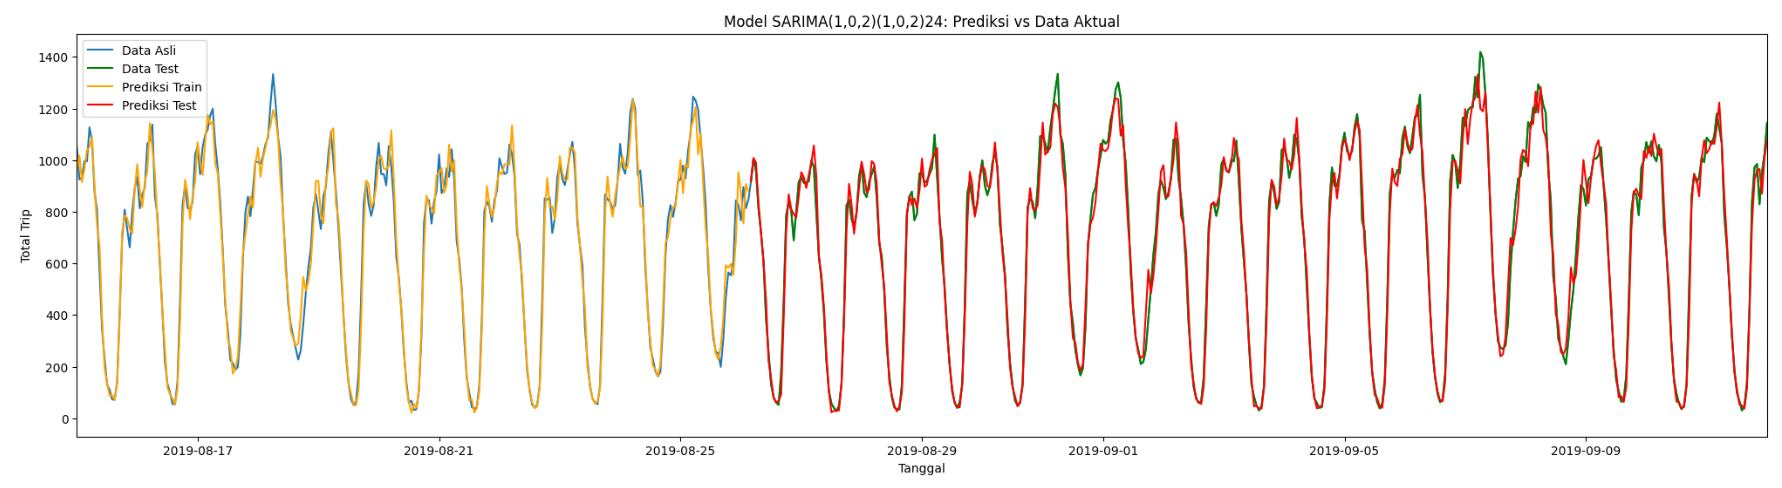 Model SARIMA(1,0,2)(1,0,2)24: Prediksi vs Data Aktual
Data Asli
Data Test
Prediksi Train
Prediksi Test
Total Trip
1400
1200
1000
800
600
400
200
0
2019-08-17
2019-08-21
2019-08-25
2019-08-29
2019-09-01
2019-09-05
2019-09-09
Tanggal